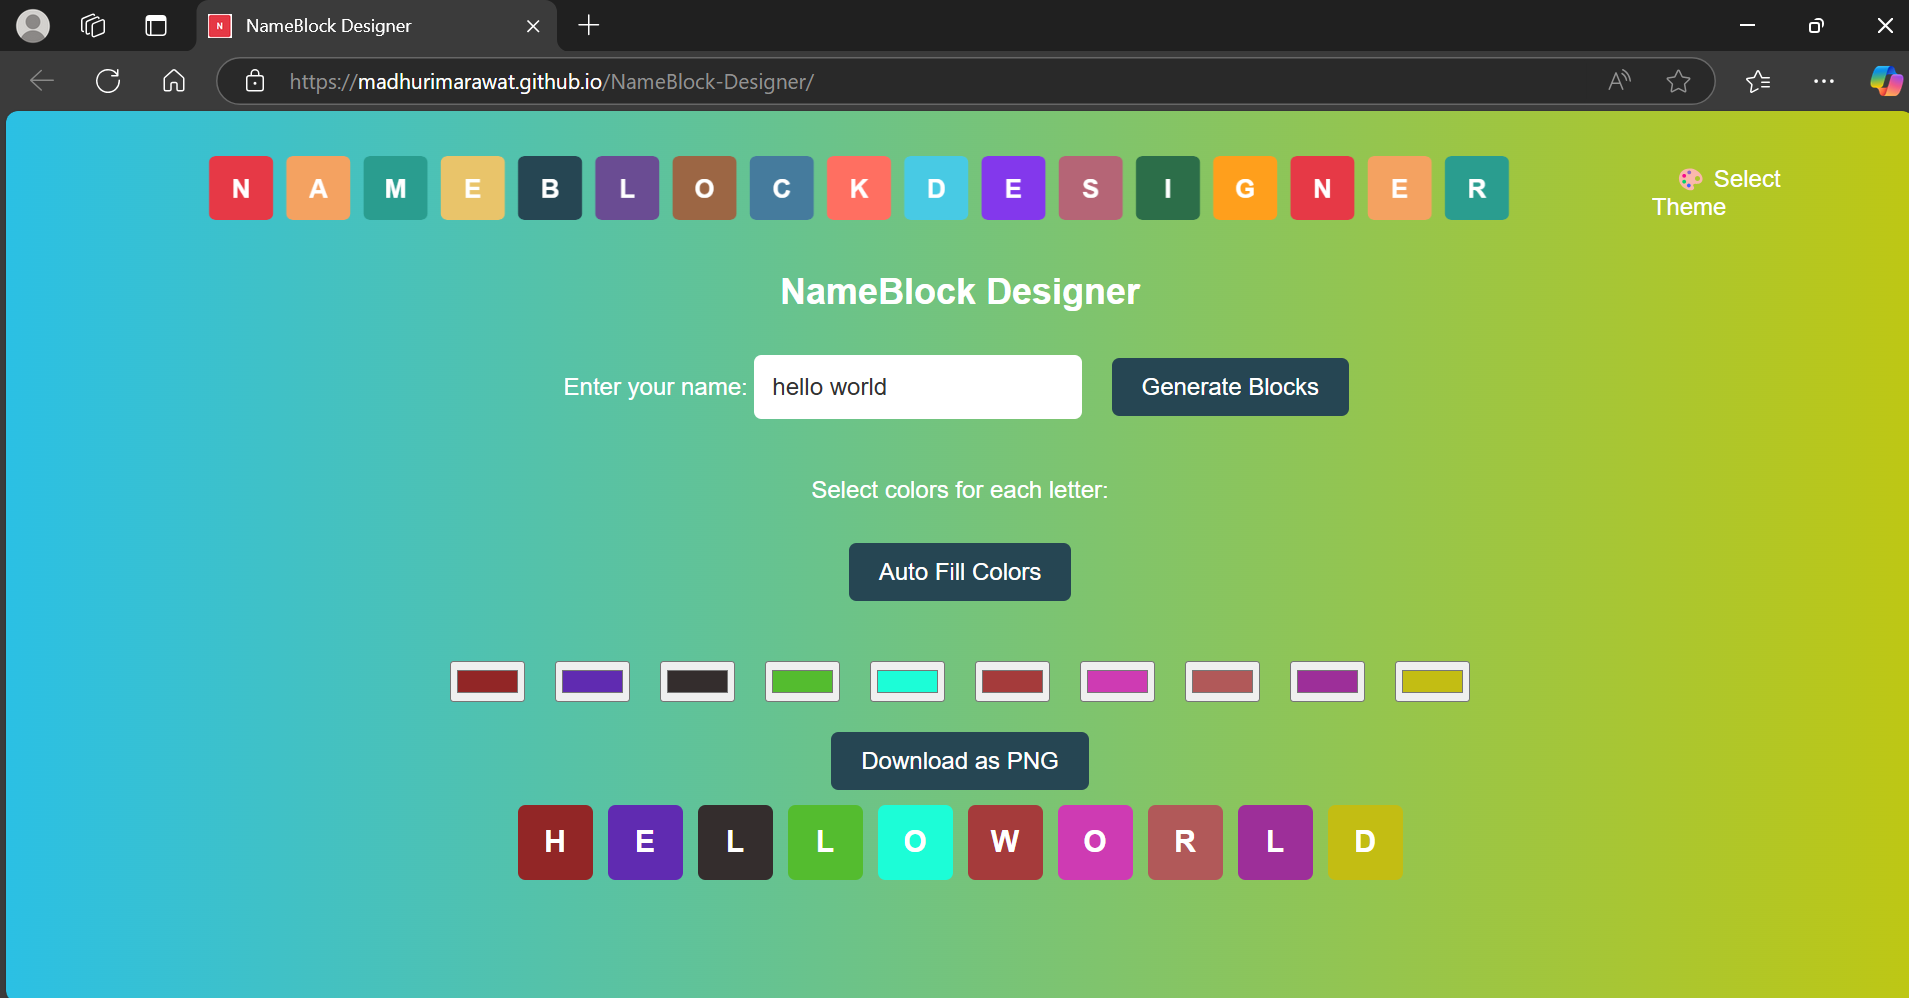 N NameBlock Designer
https://madhurimarawat.github.io/NameBlock-Designer/
N A M E B L O C K D E S I G N E R
Select
Theme
NameBlock Designer
Enter your name: hello world Generate Blocks
Select colors for each letter:
Auto Fill Colors
Download as PNG
H E L L O W O R L D